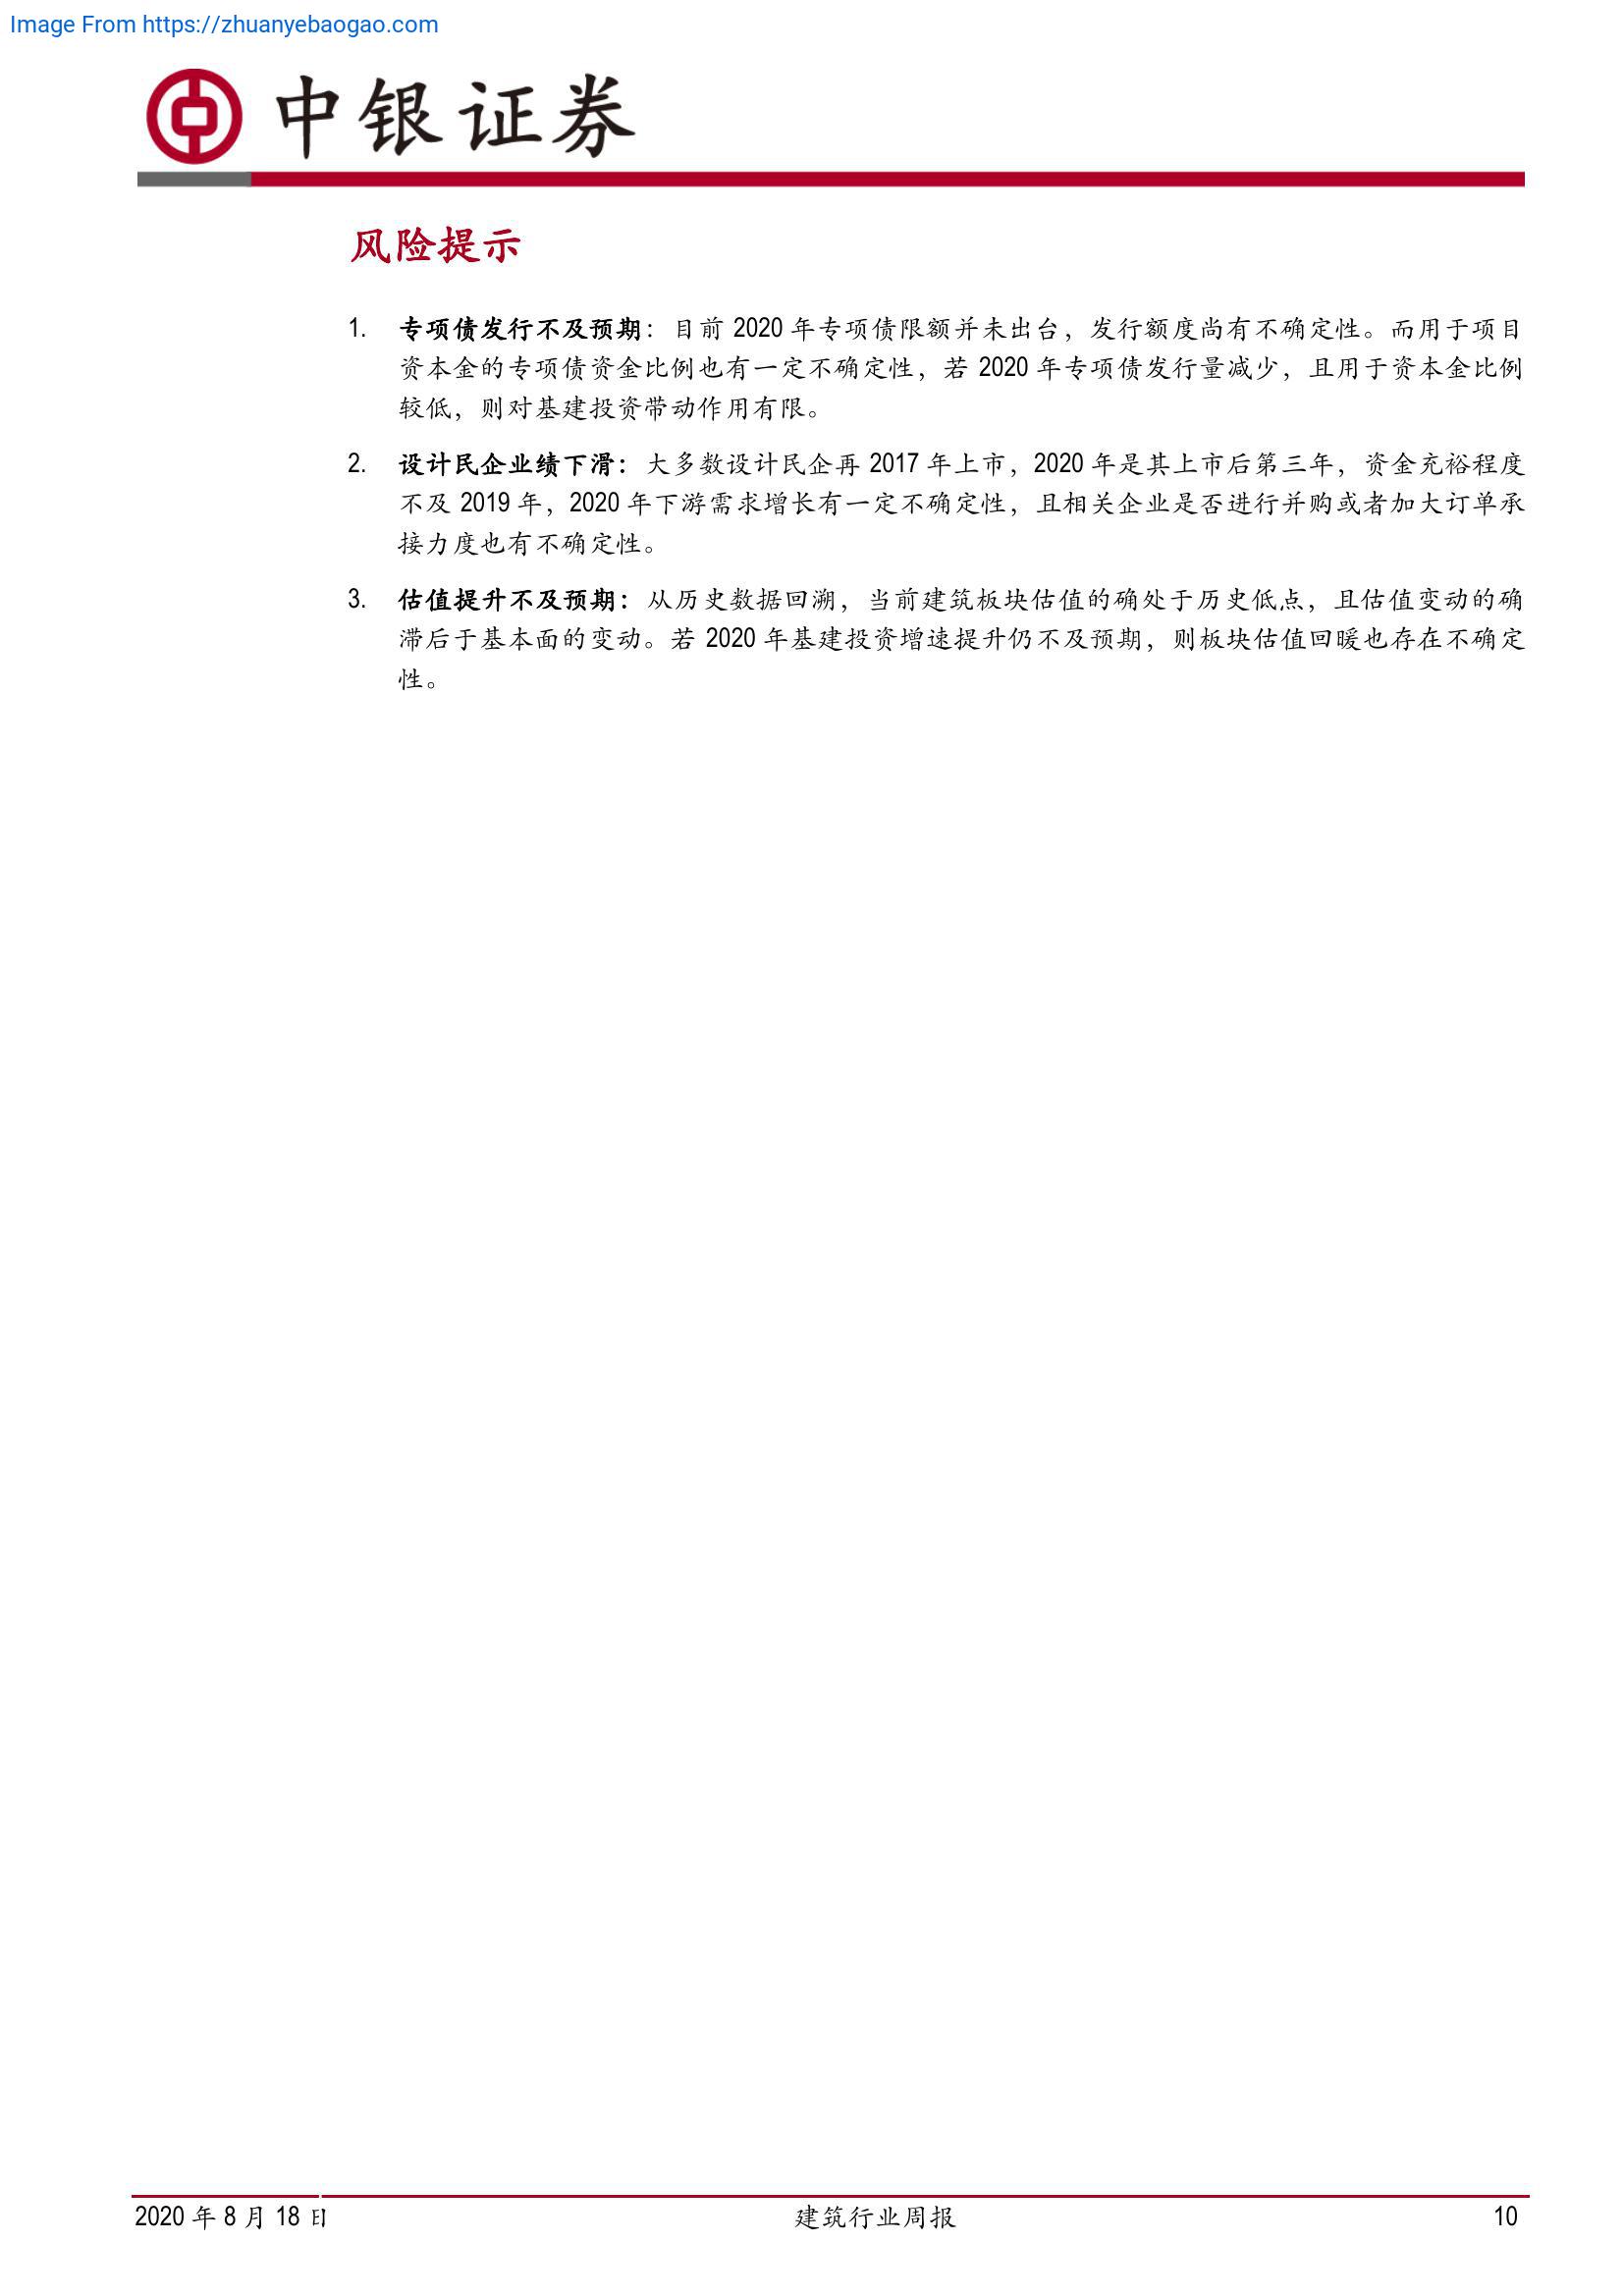 Image From https://zhuanyebaogao.com
中银证券
风险提示
1. 专项债发行不及预期：目前 2020 年专项债限额并未出台，发行额度尚有不确定性。而用于项目
资本金的专项债资金比例也有一定不确定性，若 2020 年专项债发行量减少，且用于资本金比例
较低，则对基建投资带动作用有限。
2. 设计民企业绩下滑：大多数设计民企再 2017 年上市，2020 年是其上市后第三年，资金充裕程度
不及 2019 年，2020 年下游需求增长有一定不确定性，且相关企业是否进行并购或者加大订单承
接力度也有不确定性。
3. 估值提升不及预期：从历史数据回溯，当前建筑板块估值的确处于历史低点，且估值变动的确
滞后于基本面的变动。若 2020 年基建投资增速提升仍不及预期，则板块估值回暖也存在不确定
性。
2020 年 8 月 18 日 建筑行业周报 10